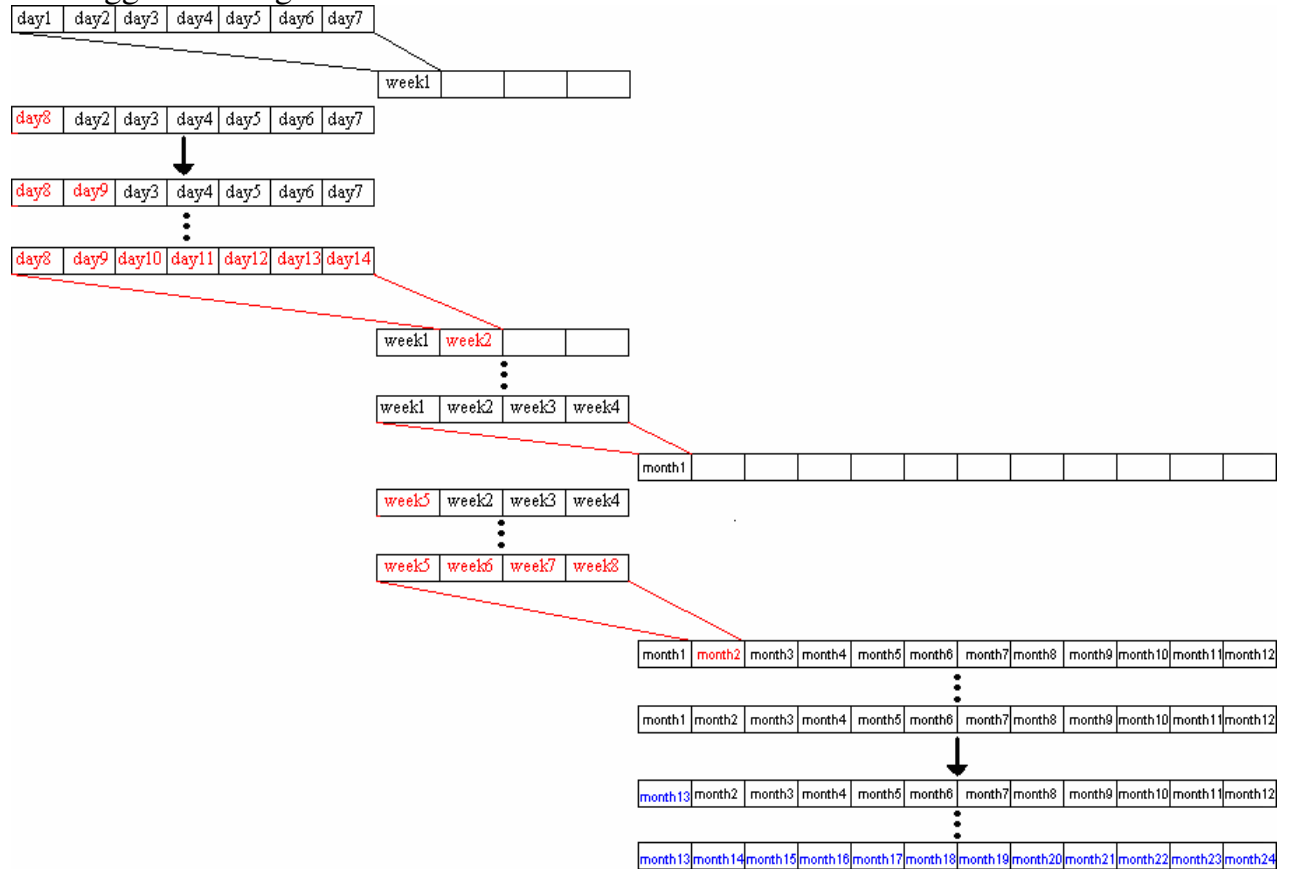 day1 day2 day3 day4 day5 day6 day7
week1
day8 day2 day3 day4 day5 day6 day7
day8 day9 day3 day4 day5 day6 day7
day8 day9 day10 day11 day12 day13 day14
week1 week2
week1 week2 week3 week4
month1
week5 week2 week3 week4
week5 week6 week7 week8
month1 month2 month3 month4 month5 month6 month7 month8 month9 month10 month11 month12
month1 month2 month3 month4 month5 month6 month7 month8 month9 month10 month11 month12
month13 month2 month3 month4 month5 month6 month7 month8 month9 month10 month11 month12
month13 month14 month15 month16 month17 month18 month19 month20 month21 month22 month23 month24